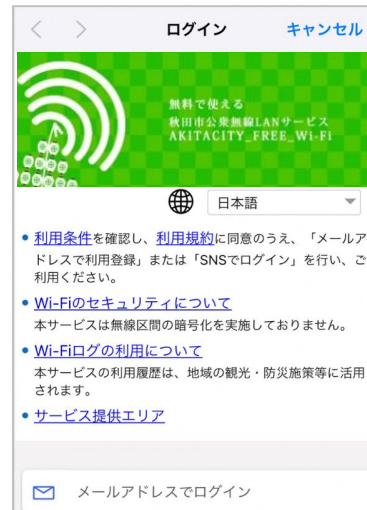 ログイン
キャンセル
無料で使える
秋田市公衆無線LANサービス
AKITACITY_FREE_Wi-Fi
日本語
利用条件を確認し、利用規約に同意のうえ、「メールア
ドレスで利用登録」または「SNSでログイン」を行い、ご
利用ください。
Wi-Fiのセキュリティについて
本サービスは無線区間の暗号化を実施しておりません。
Wi-Fiログの利用について
本サービスの利用履歴は、地域の観光・防災施策等に活用
されます。
サービス提供エリア
メールアドレスでログイン